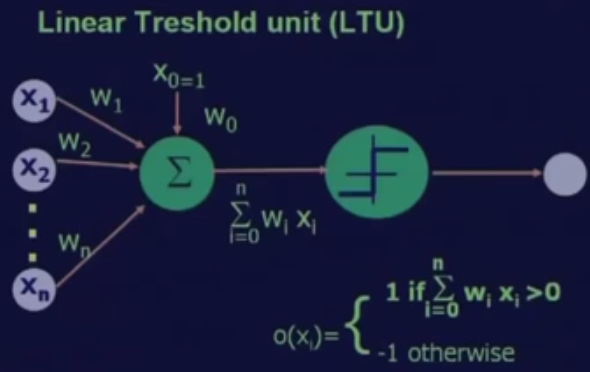 Linear Treshold unit (LTU)
X₀₌₁
X₁
W₁
W₀
X₂
W₂
Σ
n
Σ Wᵢ Xᵢ
i=0
Wₙ
Xₙ
n
1 if Σ wᵢ xᵢ >0
i=0
o(xᵢ)= {
-1 otherwise